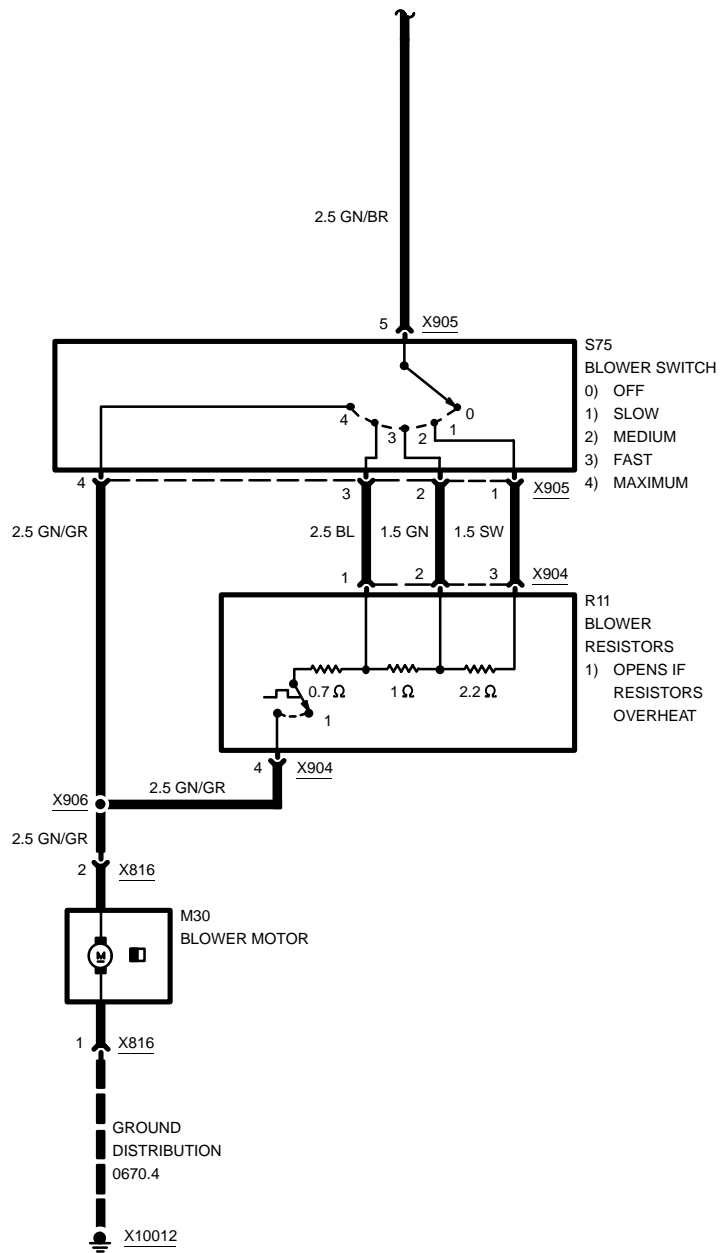 2.5 GN/BR
5 X905
S75
BLOWER SWITCH
0) OFF
1) SLOW
2) MEDIUM
3) FAST
4) MAXIMUM
4 3 2 1 0
4 3 2 1 X905
2.5 GN/GR 2.5 BL 1.5 GN 1.5 SW
1 2 3 X904
R11
BLOWER
RESISTORS
1) OPENS IF
RESISTORS
OVERHEAT
0.7 Ω 1 Ω 2.2 Ω
1
4 X904
2.5 GN/GR
X906
2.5 GN/GR
2 X816
M30
BLOWER MOTOR
M
1 X816
GROUND
DISTRIBUTION
0670.4
X10012